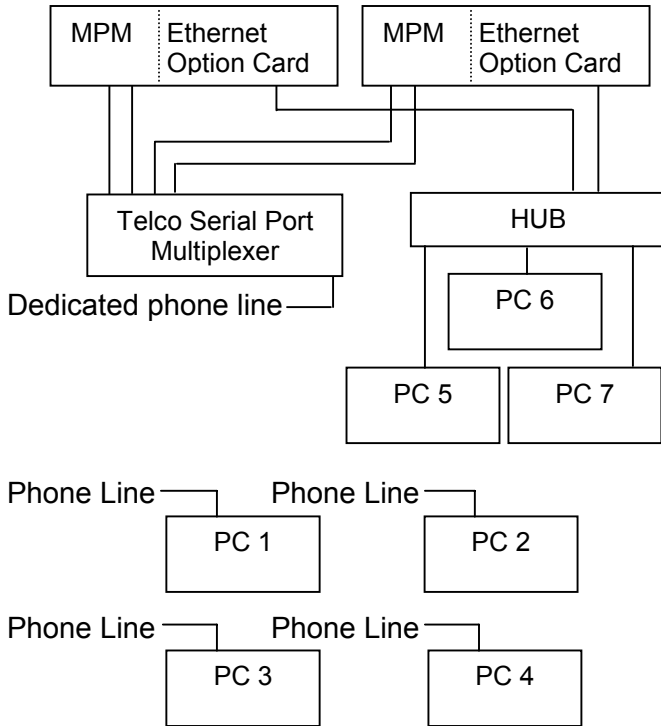 MPM
Ethernet
Option Card
MPM
Ethernet
Option Card
Telco Serial Port
Multiplexer
HUB
Dedicated phone line
PC 6
PC 5
PC 7
Phone Line
PC 1
Phone Line
PC 2
Phone Line
PC 3
Phone Line
PC 4